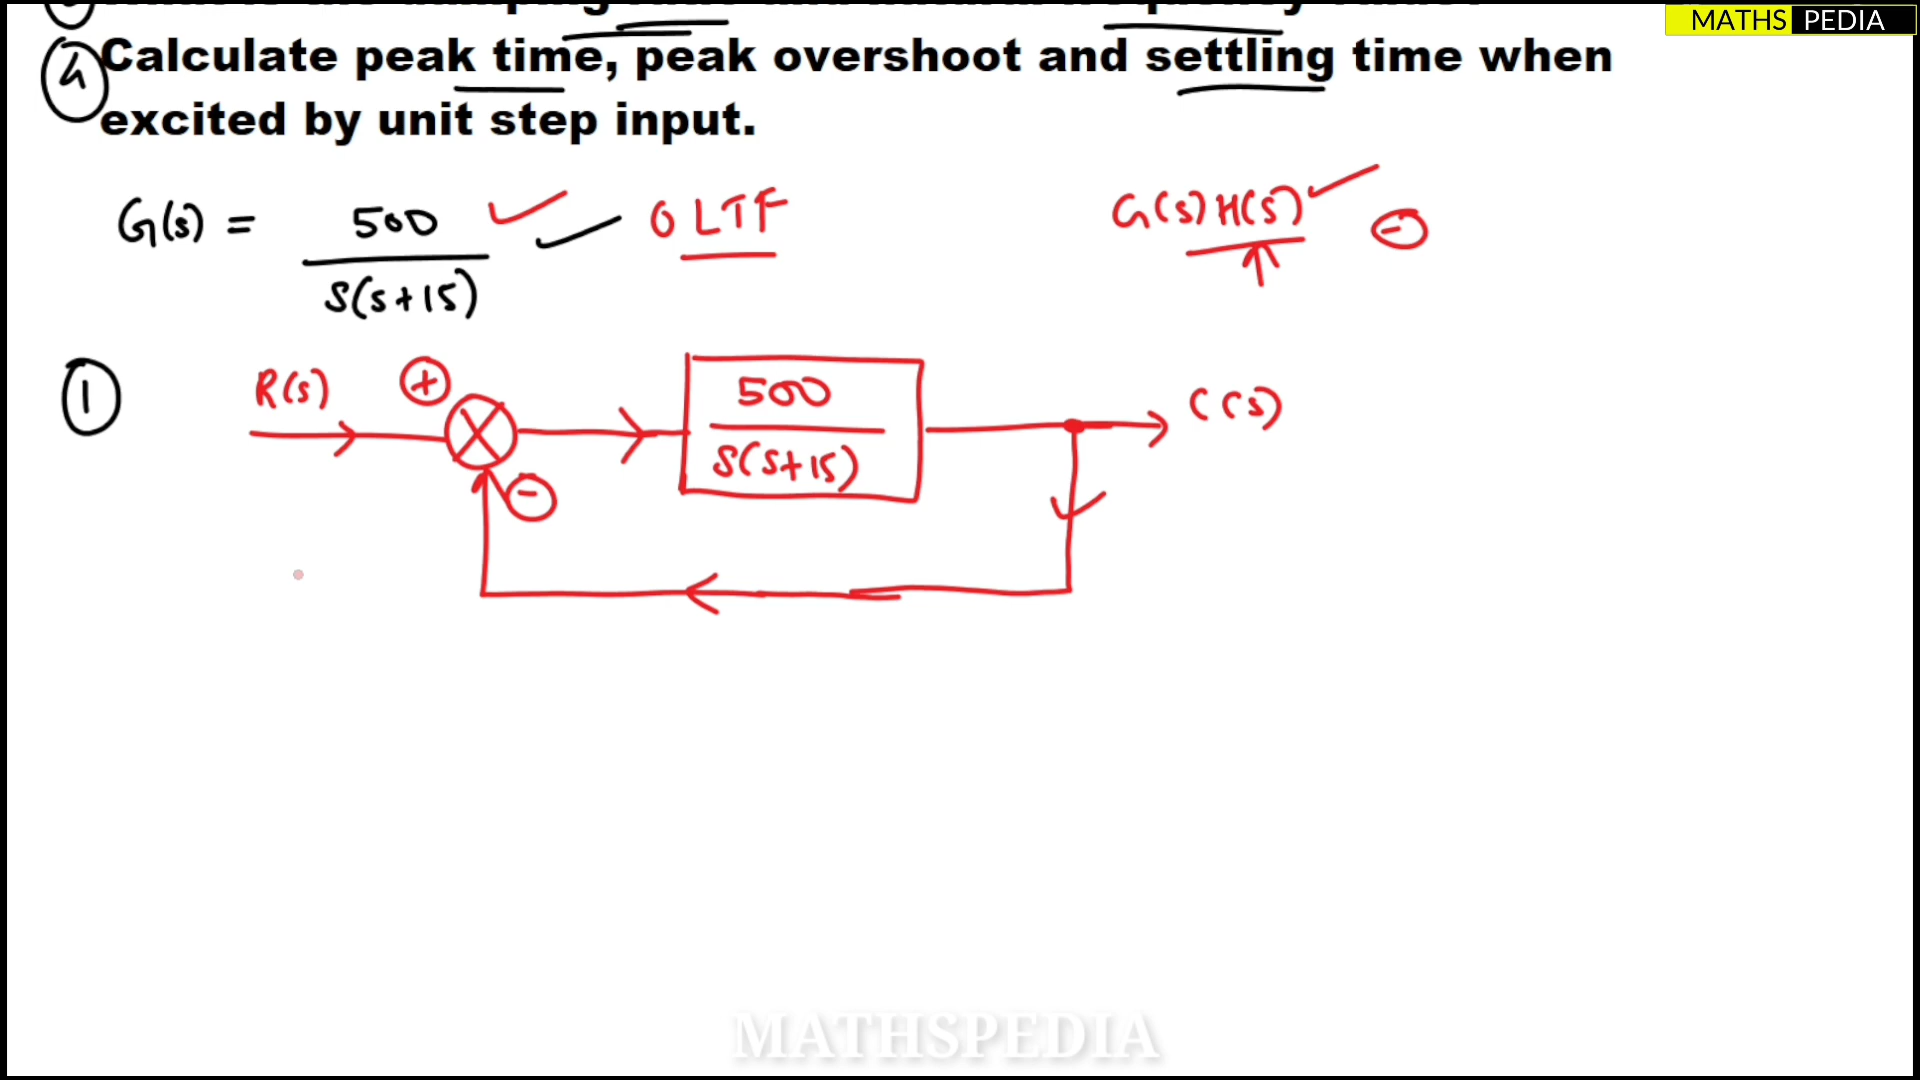 MATHS PEDIA
4 Calculate peak time, peak overshoot and settling time when
excited by unit step input.
G(s) = 500 / S(s+15) OLTF G(s)H(s) -
1
R(s) + 500 / S(s+15) C(s)
-
MATHSPEDIA